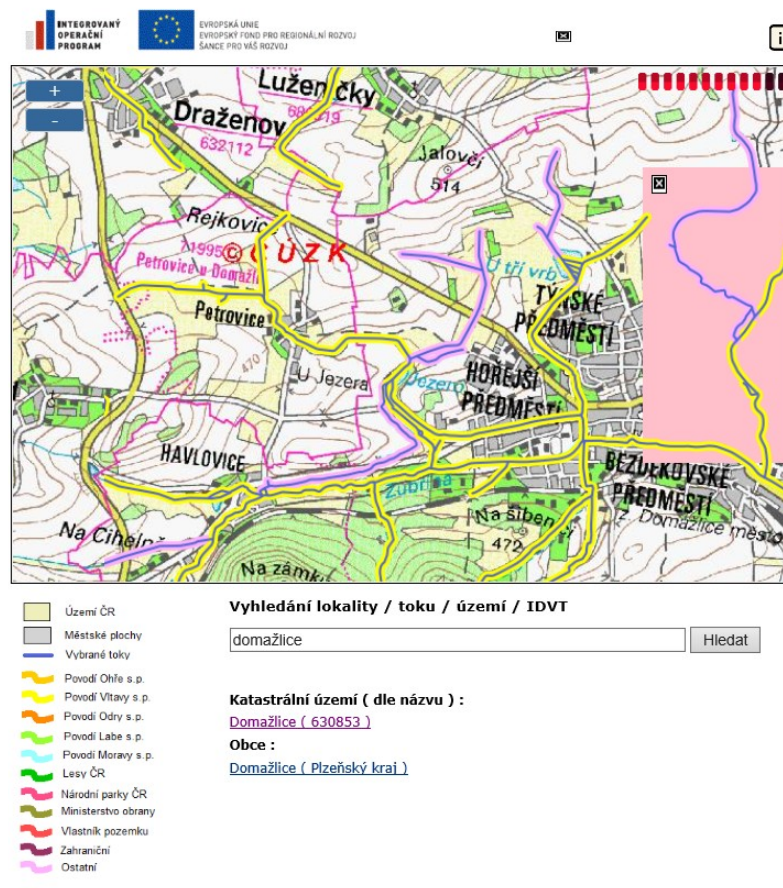 INTEGROVANÝ
OPERAČNÍ
PROGRAM
EVROPSKÁ UNIE
EVROPSKÝ FOND PRO REGIONÁLNÍ ROZVOJ
ŠANCE PRO VÁŠ ROZVOJ
i
+
-
Luženičky
Draženov
632112
Jalovčí
514
Rejkovice
© ČÚZK
Petrovice u Domažlic
U tří vrb
TÝNSKÉ
PŘEDMĚSTÍ
Petrovice
470
U Jezera
Jezero
HOŘEJŠÍ
PŘEDMĚSTÍ
HAVLOVICE
Zubřina
BEZDĚKOVSKÉ
PŘEDMĚSTÍ
Na Cihelně
Na šibenici
472
Domažlice město
Na zámku
Území ČR
Městské plochy
Vybrané toky
Povodí Ohře s.p.
Povodí Vltavy s.p.
Povodí Odry s.p.
Povodí Labe s.p.
Povodí Moravy s.p.
Lesy ČR
Národní parky ČR
Ministerstvo obrany
Vlastník pozemku
Zahraniční
Ostatní
Vyhledání lokality / toku / území / IDVT
domažlice
Hledat
Katastrální území ( dle názvu ) :
Domažlice ( 630853 )
Obce :
Domažlice ( Plzeňský kraj )